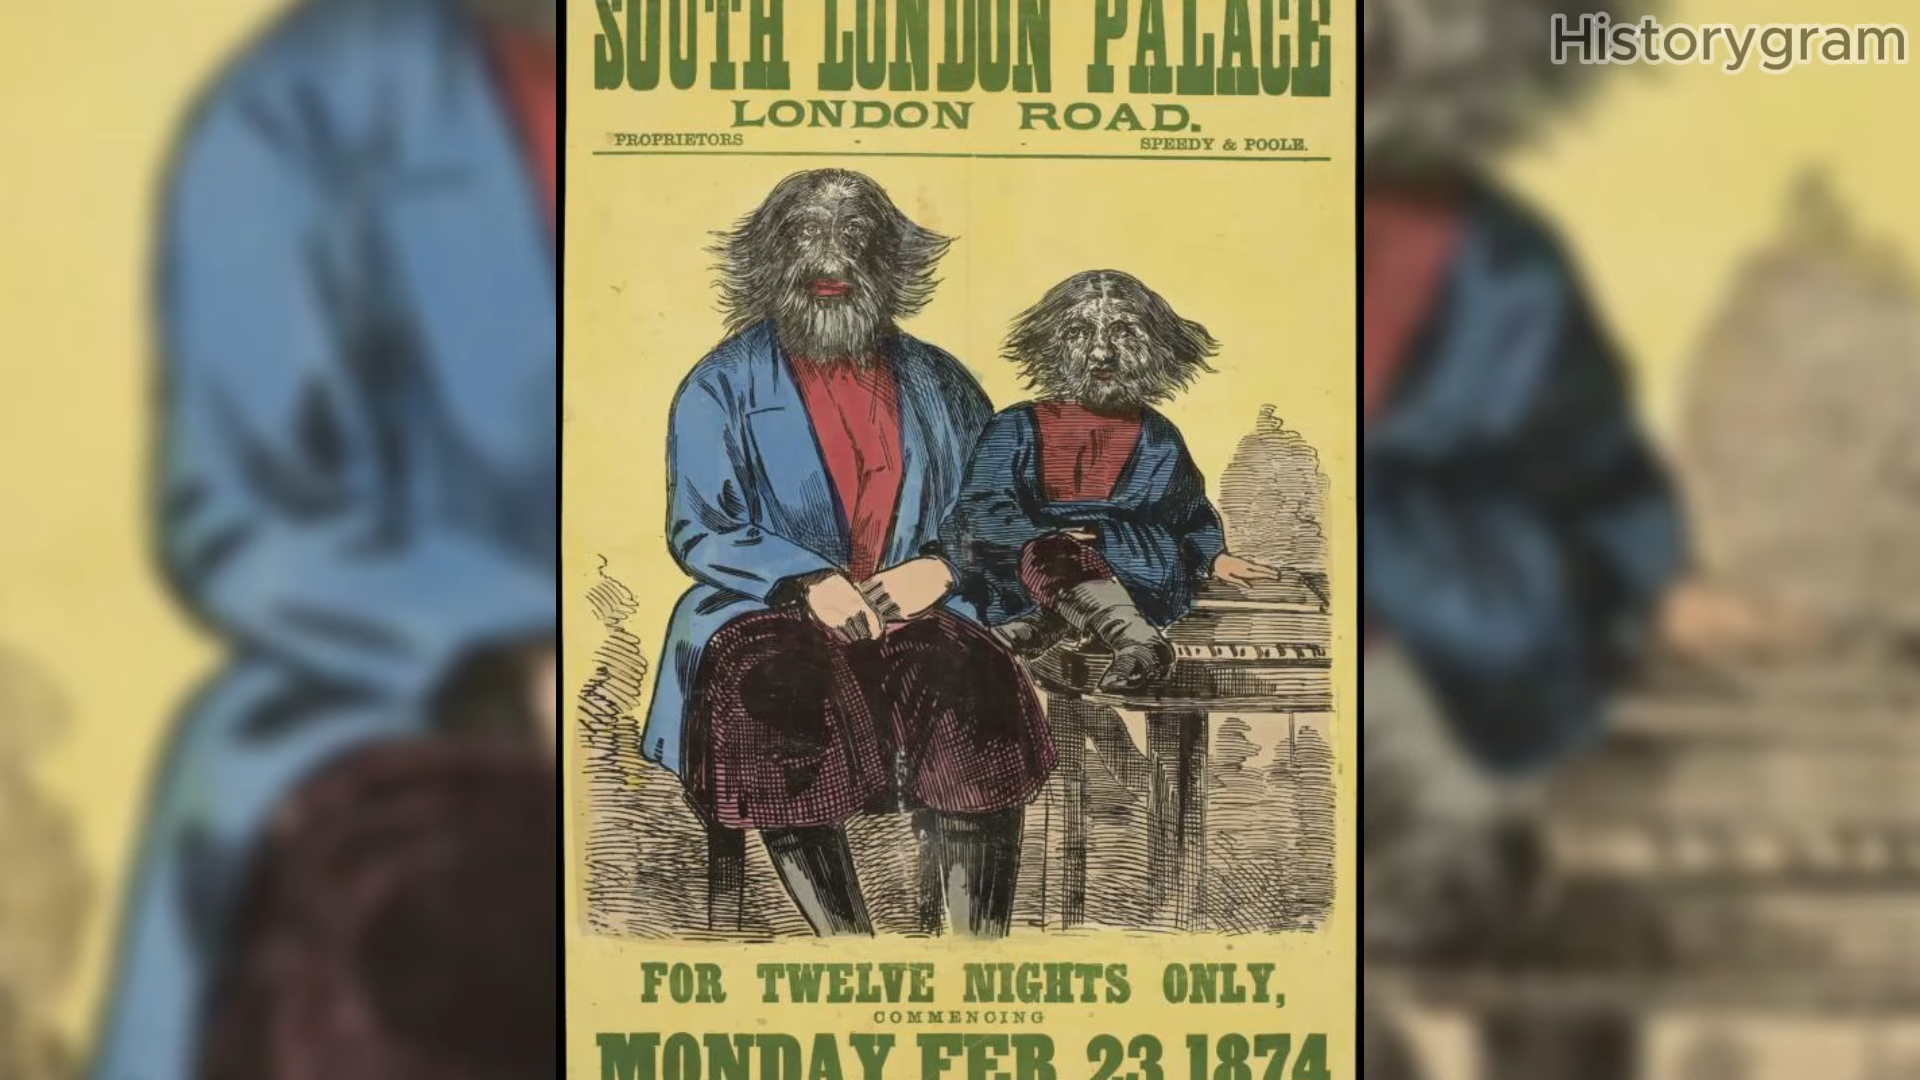 Historygram
SOUTH LONDON PALACE
LONDON ROAD.
PROPRIETORS SPEEDY & POOLE.
FOR TWELVE NIGHTS ONLY,
COMMENCING
MONDAY FEB 23 1874